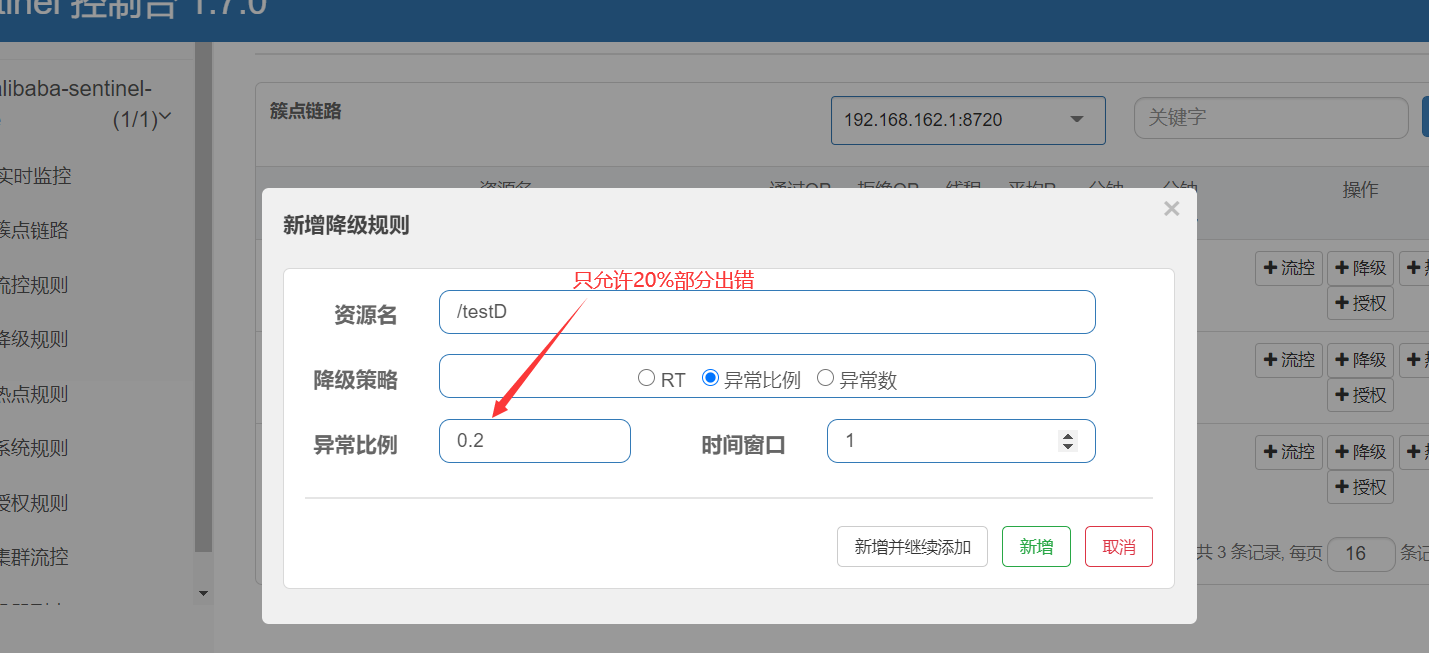 控制台 1.7.0
alibaba-sentinel-
(1/1)
实时监控
簇点链路
流控规则
降级规则
热点规则
系统规则
授权规则
集群流控
簇点链路
192.168.162.1:8720
关键字
资源名 通过QP 拒绝QP 线程 平均R 分钟 分钟 操作
新增降级规则
×
只允许20%部分出错
资源名 /testD
降级策略 RT 异常比例 异常数
异常比例 0.2 时间窗口 1
新增并继续添加 新增 取消
+流控 +降级 +
+授权
+流控 +降级 +
+授权
+流控 +降级 +
+授权
共 3 条记录, 每页 16 条记